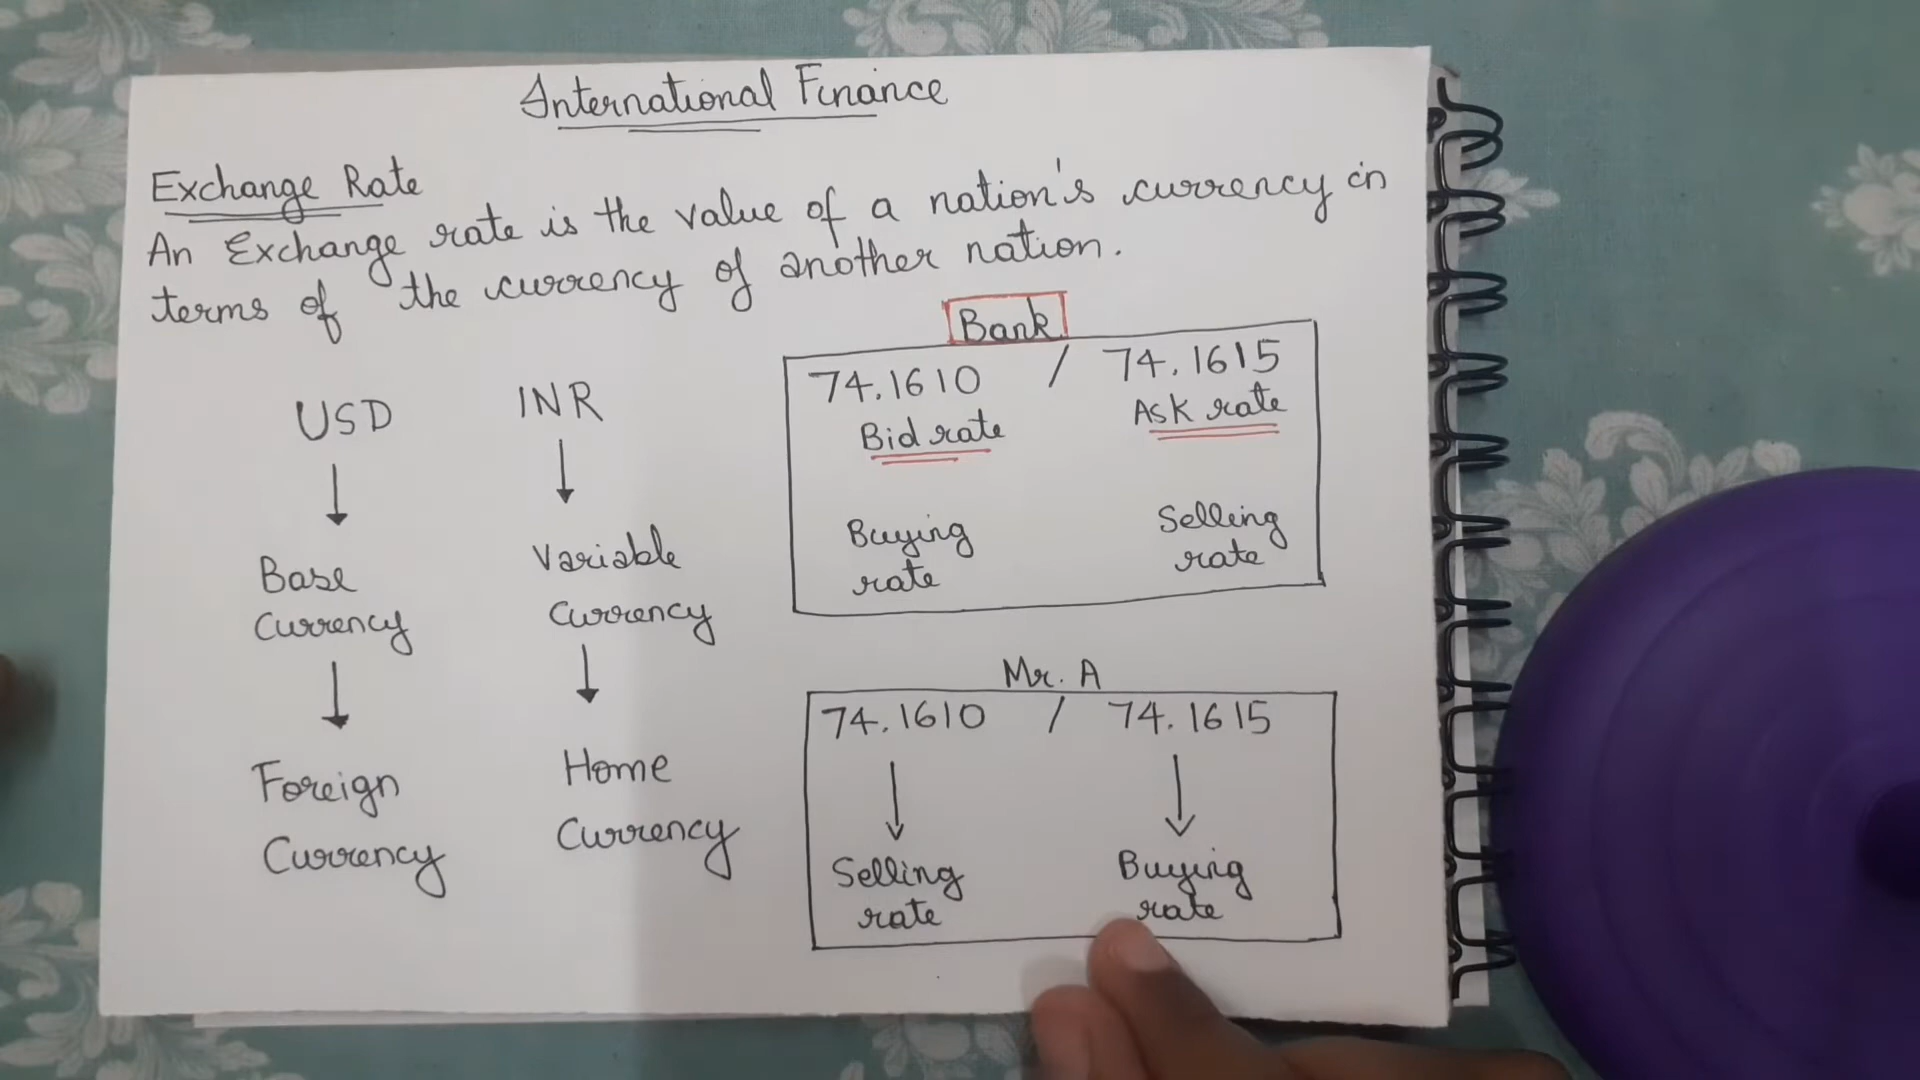 International Finance
Exchange Rate
An Exchange rate is the value of a nation's currency in
terms of the currency of another nation.
USD
INR
Base
Currency
Variable
Currency
Foreign
Currency
Home
Currency
Bank
74.1610 / 74.1615
Bid rate
Ask rate
Buying
rate
Selling
rate
Mr. A
74.1610 / 74.1615
Selling
rate
Buying
rate